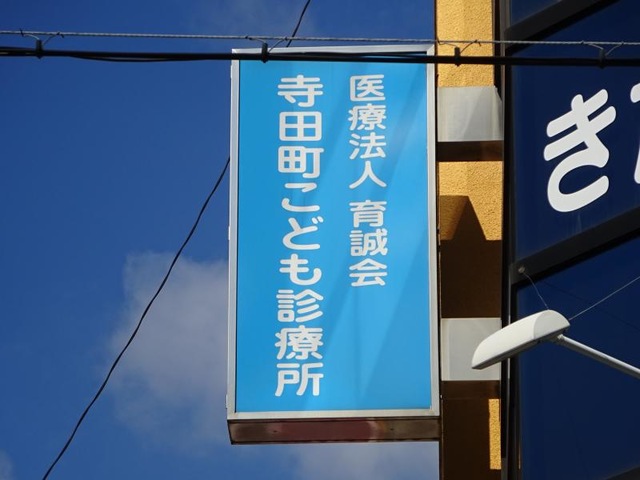 医療法人 育誠会
寺田町こども診療所
き